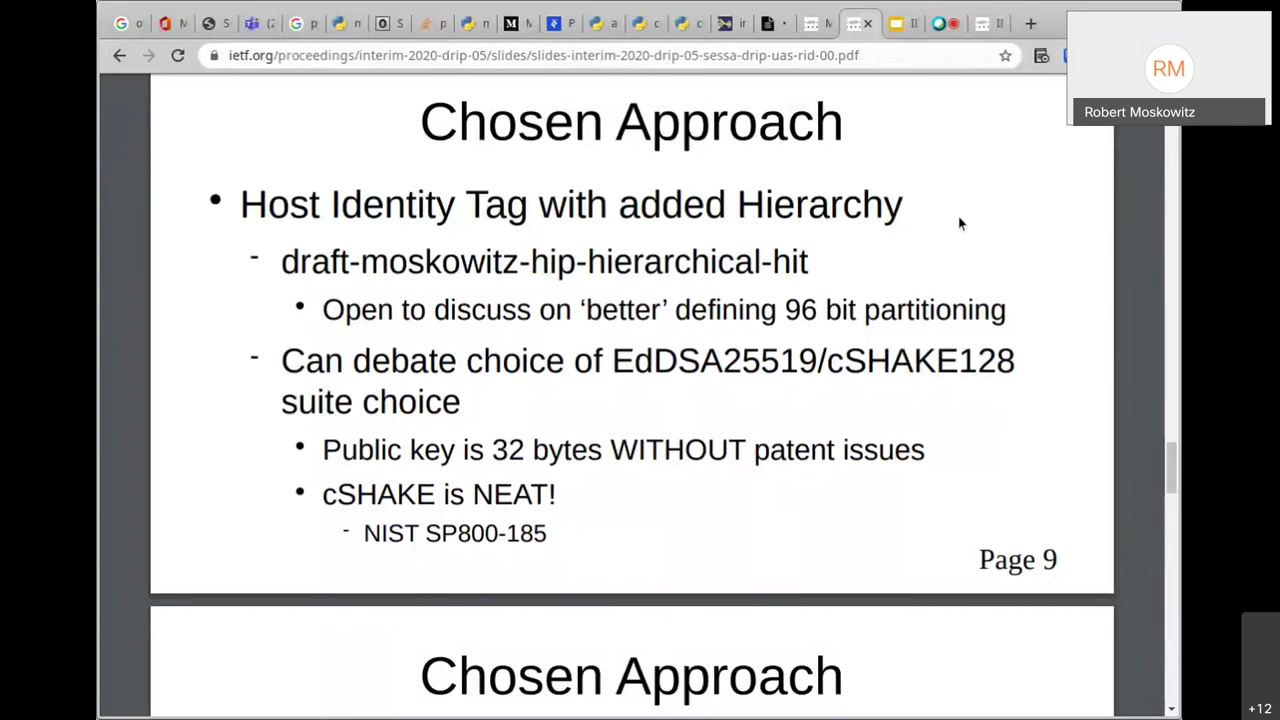 ietf.org/proceedings/interim-2020-drip-05/slides/slides-interim-2020-drip-05-sessa-drip-uas-rid-00.pdf
RM
Robert Moskowitz
Chosen Approach
• Host Identity Tag with added Hierarchy
- draft-moskowitz-hip-hierarchical-hit
• Open to discuss on ‘better’ defining 96 bit partitioning
- Can debate choice of EdDSA25519/cSHAKE128
suite choice
• Public key is 32 bytes WITHOUT patent issues
• cSHAKE is NEAT!
- NIST SP800-185
Page 9
Chosen Approach
+12